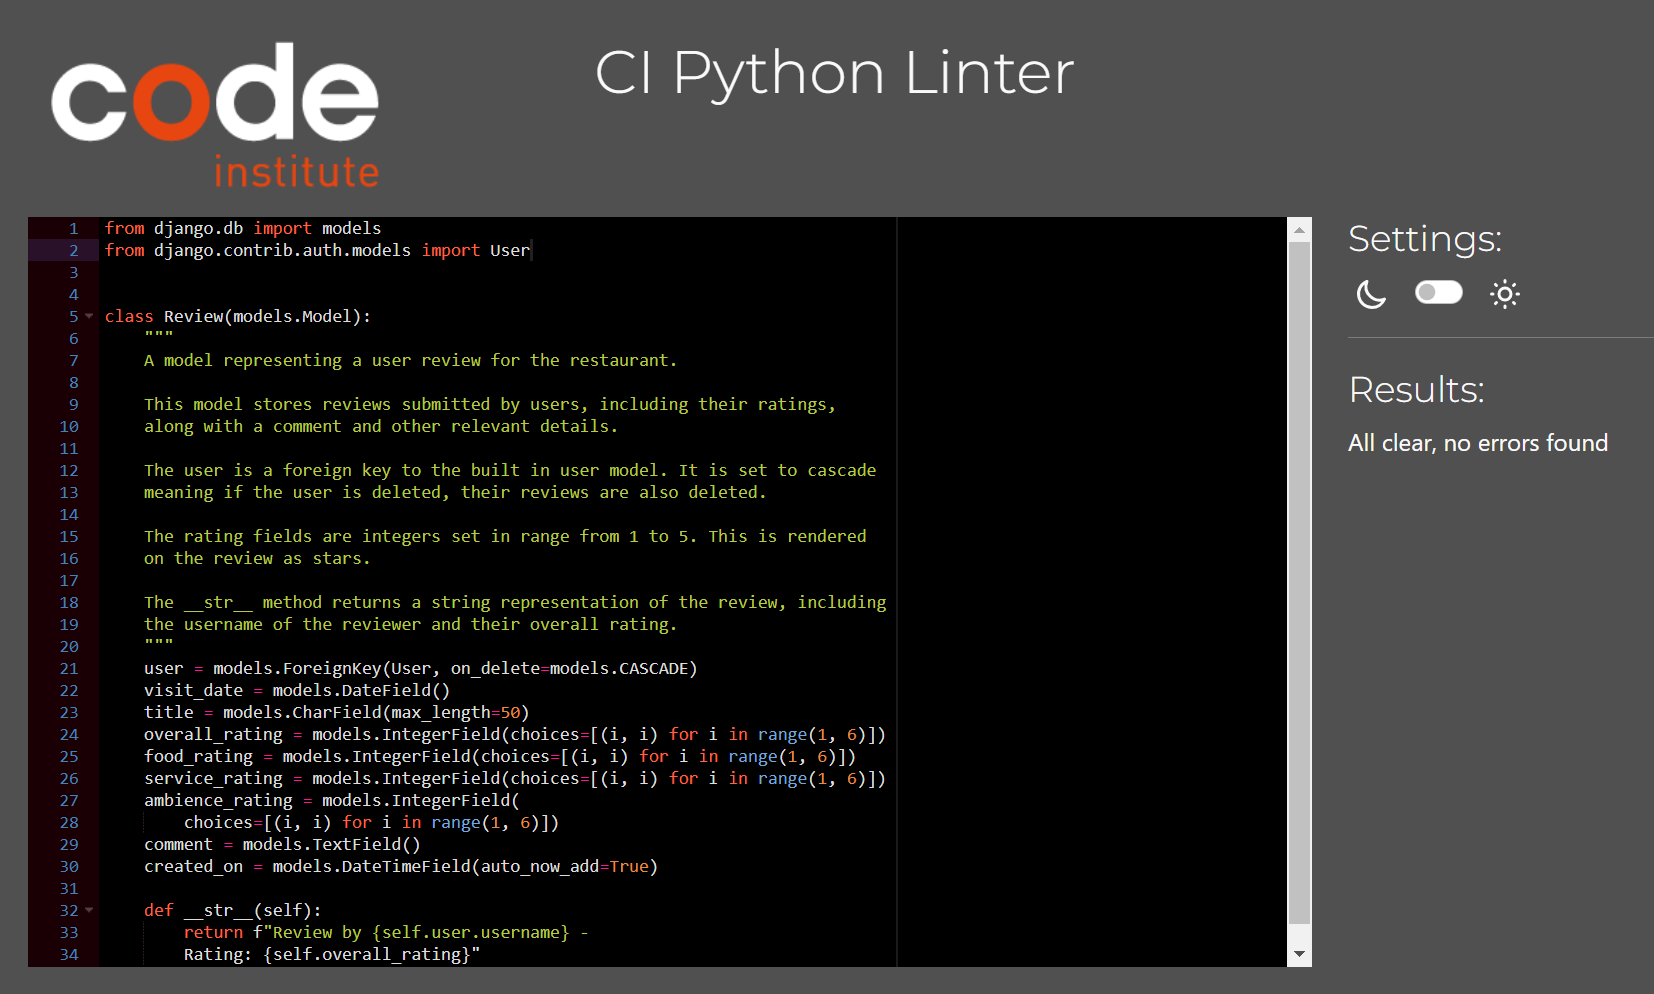 code
institute
CI Python Linter
1 from django.db import models
2 from django.contrib.auth.models import User
3
4
5 class Review(models.Model):
6     """
7     A model representing a user review for the restaurant.
8
9     This model stores reviews submitted by users, including their ratings,
10     along with a comment and other relevant details.
11
12     The user is a foreign key to the built in user model. It is set to cascade
13     meaning if the user is deleted, their reviews are also deleted.
14
15     The rating fields are integers set in range from 1 to 5. This is rendered
16     on the review as stars.
17
18     The __str__ method returns a string representation of the review, including
19     the username of the reviewer and their overall rating.
20     """
21     user = models.ForeignKey(User, on_delete=models.CASCADE)
22     visit_date = models.DateField()
23     title = models.CharField(max_length=50)
24     overall_rating = models.IntegerField(choices=[(i, i) for i in range(1, 6)])
25     food_rating = models.IntegerField(choices=[(i, i) for i in range(1, 6)])
26     service_rating = models.IntegerField(choices=[(i, i) for i in range(1, 6)])
27     ambience_rating = models.IntegerField(
28         choices=[(i, i) for i in range(1, 6)])
29     comment = models.TextField()
30     created_on = models.DateTimeField(auto_now_add=True)
31
32     def __str__(self):
33         return f"Review by {self.user.username} -
34         Rating: {self.overall_rating}"
Settings:
Results:
All clear, no errors found